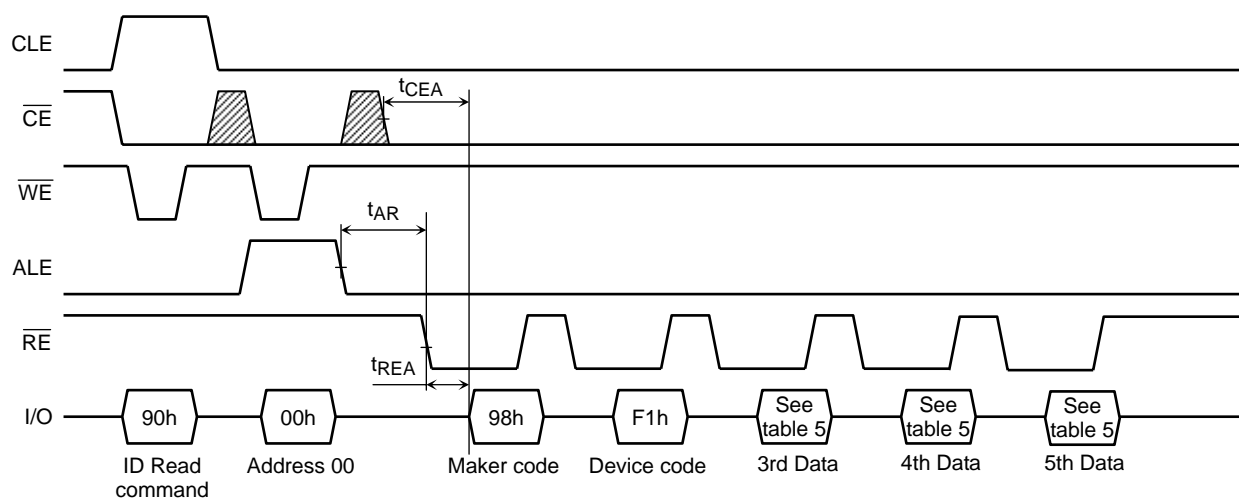 CLE
CE
tCEA
WE
tAR
ALE
RE
tREA
I/O
90h
00h
98h
F1h
See
table 5
See
table 5
See
table 5
ID Read
command
Address 00
Maker code
Device code
3rd Data
4th Data
5th Data